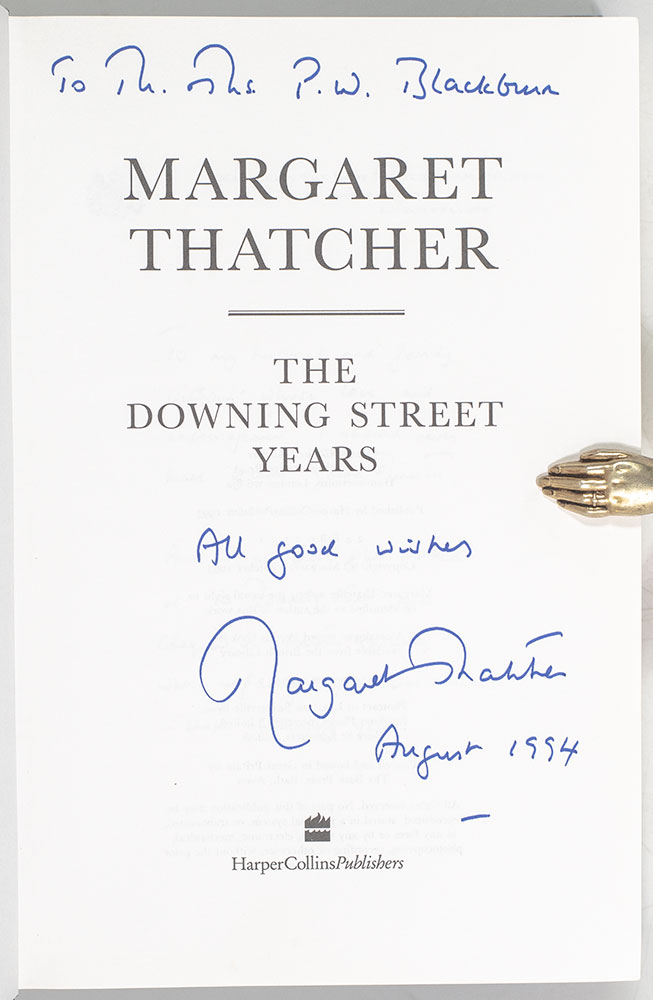 To Mr. Mrs. P.W. Blackburn
MARGARET
THATCHER
THE
DOWNING STREET
YEARS
All good wishes
Margaret Thatcher
August 1994
HarperCollinsPublishers